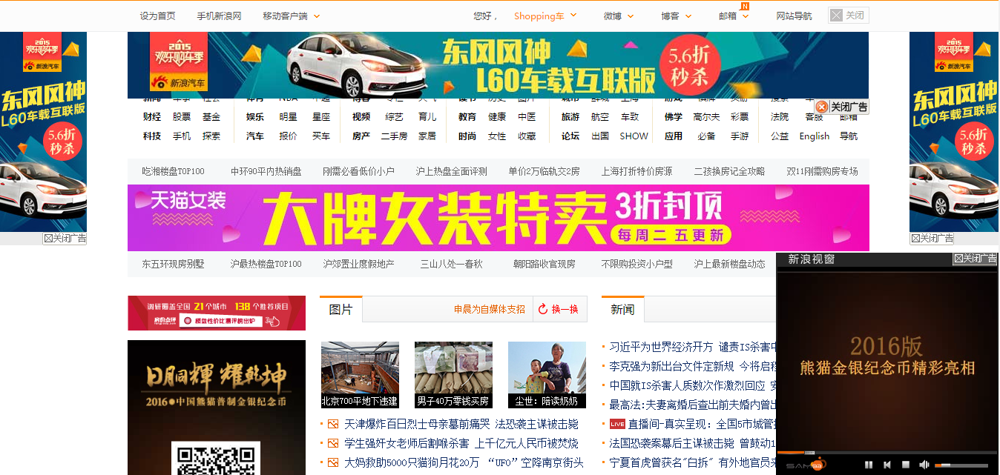 设为首页 手机新浪网 移动客户端 您好， Shopping车 微博 博客 邮箱 N 网站导航 关闭
2015
欢乐购车季
新浪汽车
东风风神
L60车载互联版
5.6折
秒杀
关闭广告
2015
欢乐购车季
新浪汽车
东风风神
L60车载互联版
5.6折
秒杀
关闭广告
2015
欢乐购车季
新浪汽车
东风风神
L60车载互联版
5.6折
秒杀
关闭广告
财经 股票 基金 娱乐 明星 星座 视频 综艺 育儿 教育 健康 中医 旅游 航空 车致 佛学 高尔夫 彩票 法院 客服 邮箱
科技 手机 探索 汽车 报价 买车 房产 二手房 家居 时尚 女性 收藏 论坛 出国 SHOW 应用 必备 手游 公益 English 导航
吃湘楼盘TOP100 中环90平内热销盘 刚需必看低价小户 沪上热盘全面评测 单价2万临轨交2房 上海打折特价房源 二孩换房记全攻略 双11刚需购房专场
天猫女装
大牌女装特卖
3折封顶
每周二五更新
东五环现房别墅 沪最热楼盘TOP100 沪郊置业度假地产 三山八处一春秋 朝阳路收官现房 不限购投资小户型 沪上最新楼盘动态
调研覆盖全国 21个城市 138个推荐项目
楼盘性价比测评榜出炉
日月同輝 耀乾坤
2016●中国熊猫普制金银纪念币
图片 申晨为自媒体支招 换一换
北京700平地下违建 男子40万零钱买房 尘世：陪读奶奶
天津爆炸百日烈士母亲墓前痛哭 法恐袭主谋被击毙
学生强奸女老师后割喉杀害 上千亿元人民币被焚烧
大妈救助5000只猫狗月花20万 “UFO”空降南京街头
新闻
习近平为世界经济开方 谴责IS杀害中
李克强为新出台文件定新规 今将启程
中国就IS杀害人质数次作激烈回应 安
最高法:夫妻离婚后查出前夫婚内曾出
LIVE 直播间-真实呈现：全国5市城管
法国恐袭案幕后主谋被击毙 曾鼓动1
宁夏首虎曾获名“白拆” 有外地官员来
新浪视窗 关闭广告
2016版
熊猫金银纪念币精彩亮相